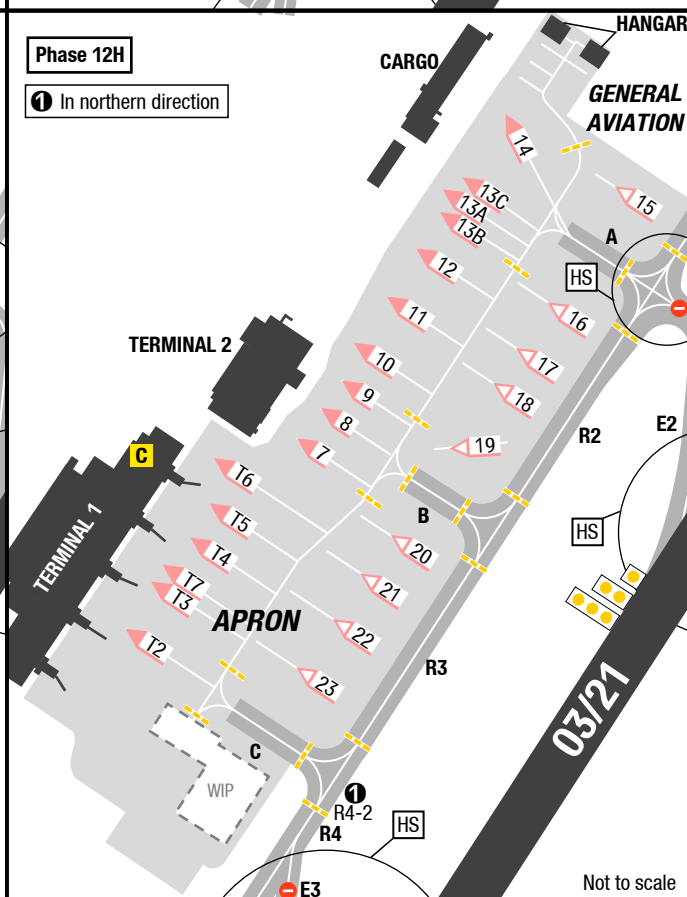 Phase 12H
1 In northern direction
HANGAR
CARGO
GENERAL
AVIATION
14
15
13C
13A
13B
A
HS
12
16
11
TERMINAL 2
17
10
18
9
R2
E2
8
19
7
C
T6
B
HS
T5
20
TERMINAL 1
T4
21
T7
T3
APRON
22
T2
R3
23
03/21
C
WIP
1
R4-2
R4
HS
E3
Not to scale